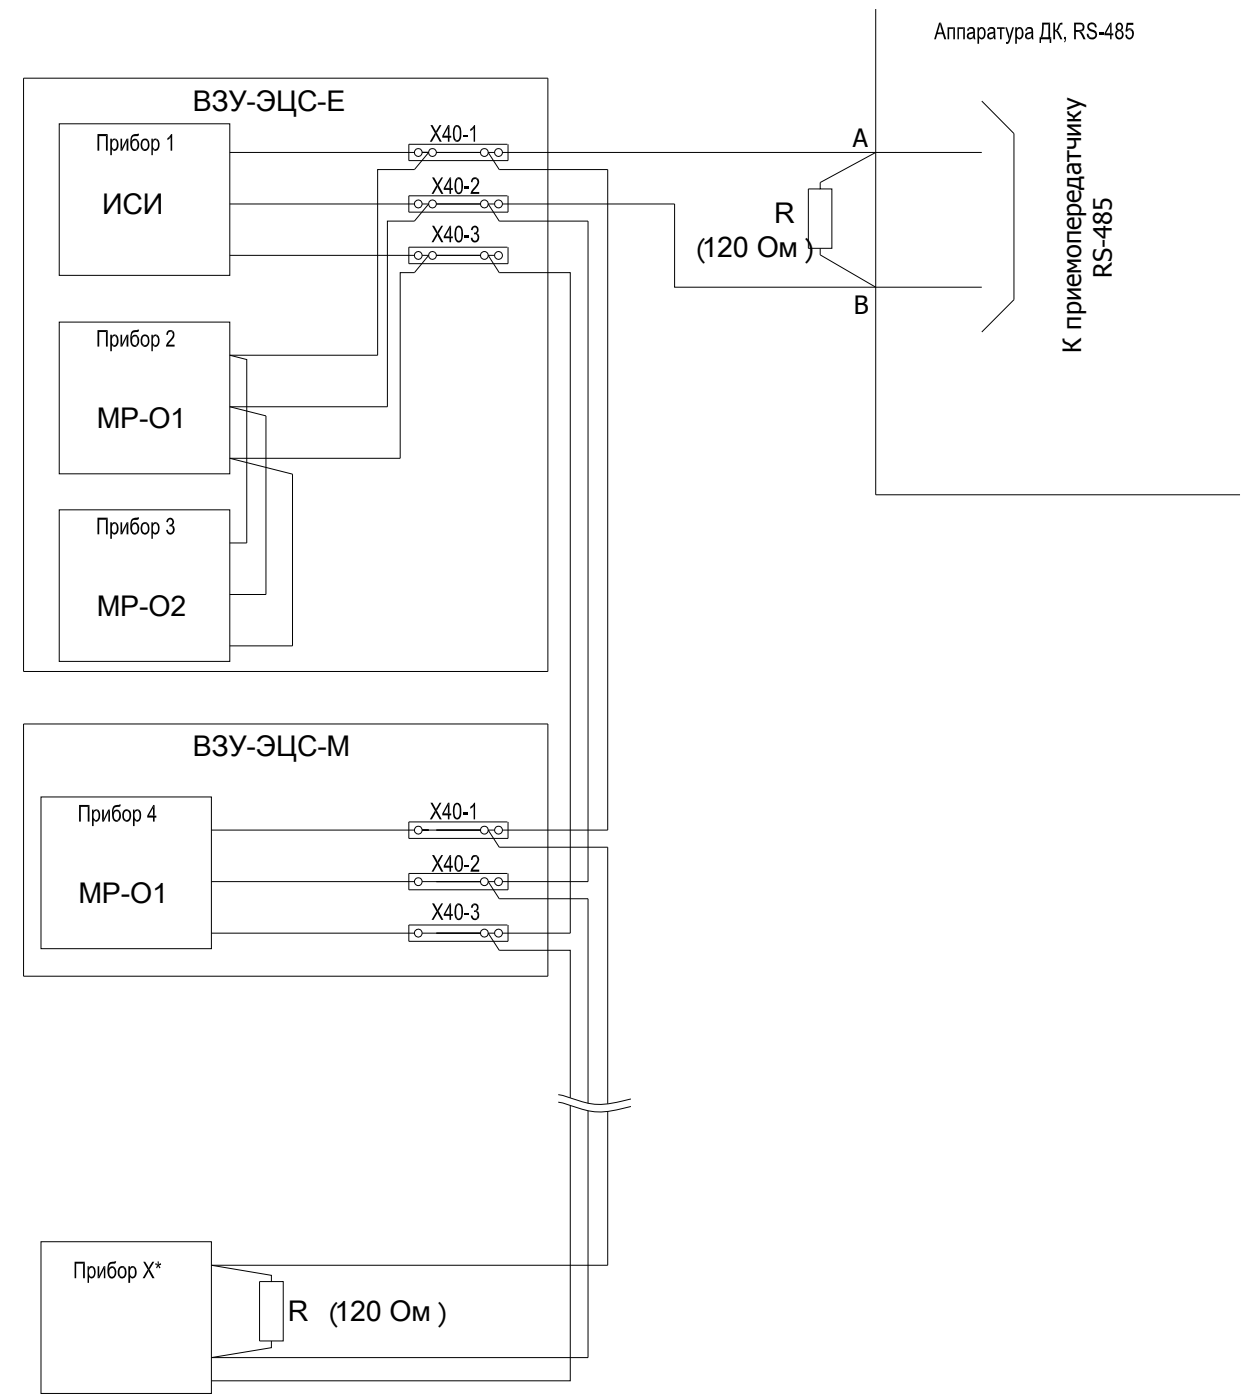 Аппаратура ДК, RS-485
ВЗУ-ЭЦС-Е
Прибор 1
ИСИ
X40-1
X40-2
X40-3
A
R
(120 Ом )
B
К приемопередатчику
RS-485
Прибор 2
МР-О1
Прибор 3
МР-О2
ВЗУ-ЭЦС-М
Прибор 4
МР-О1
X40-1
X40-2
X40-3
Прибор X*
R (120 Ом )